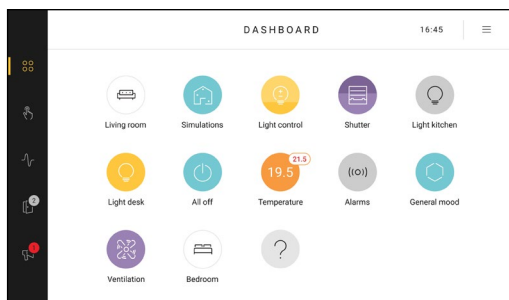 DASHBOARD
16:45
Living room
Simulations
Light control
Shutter
Light kitchen
21.5
19.5
Light desk
All off
Temperature
((o))
Alarms
General mood
2
1
?
Ventilation
Bedroom